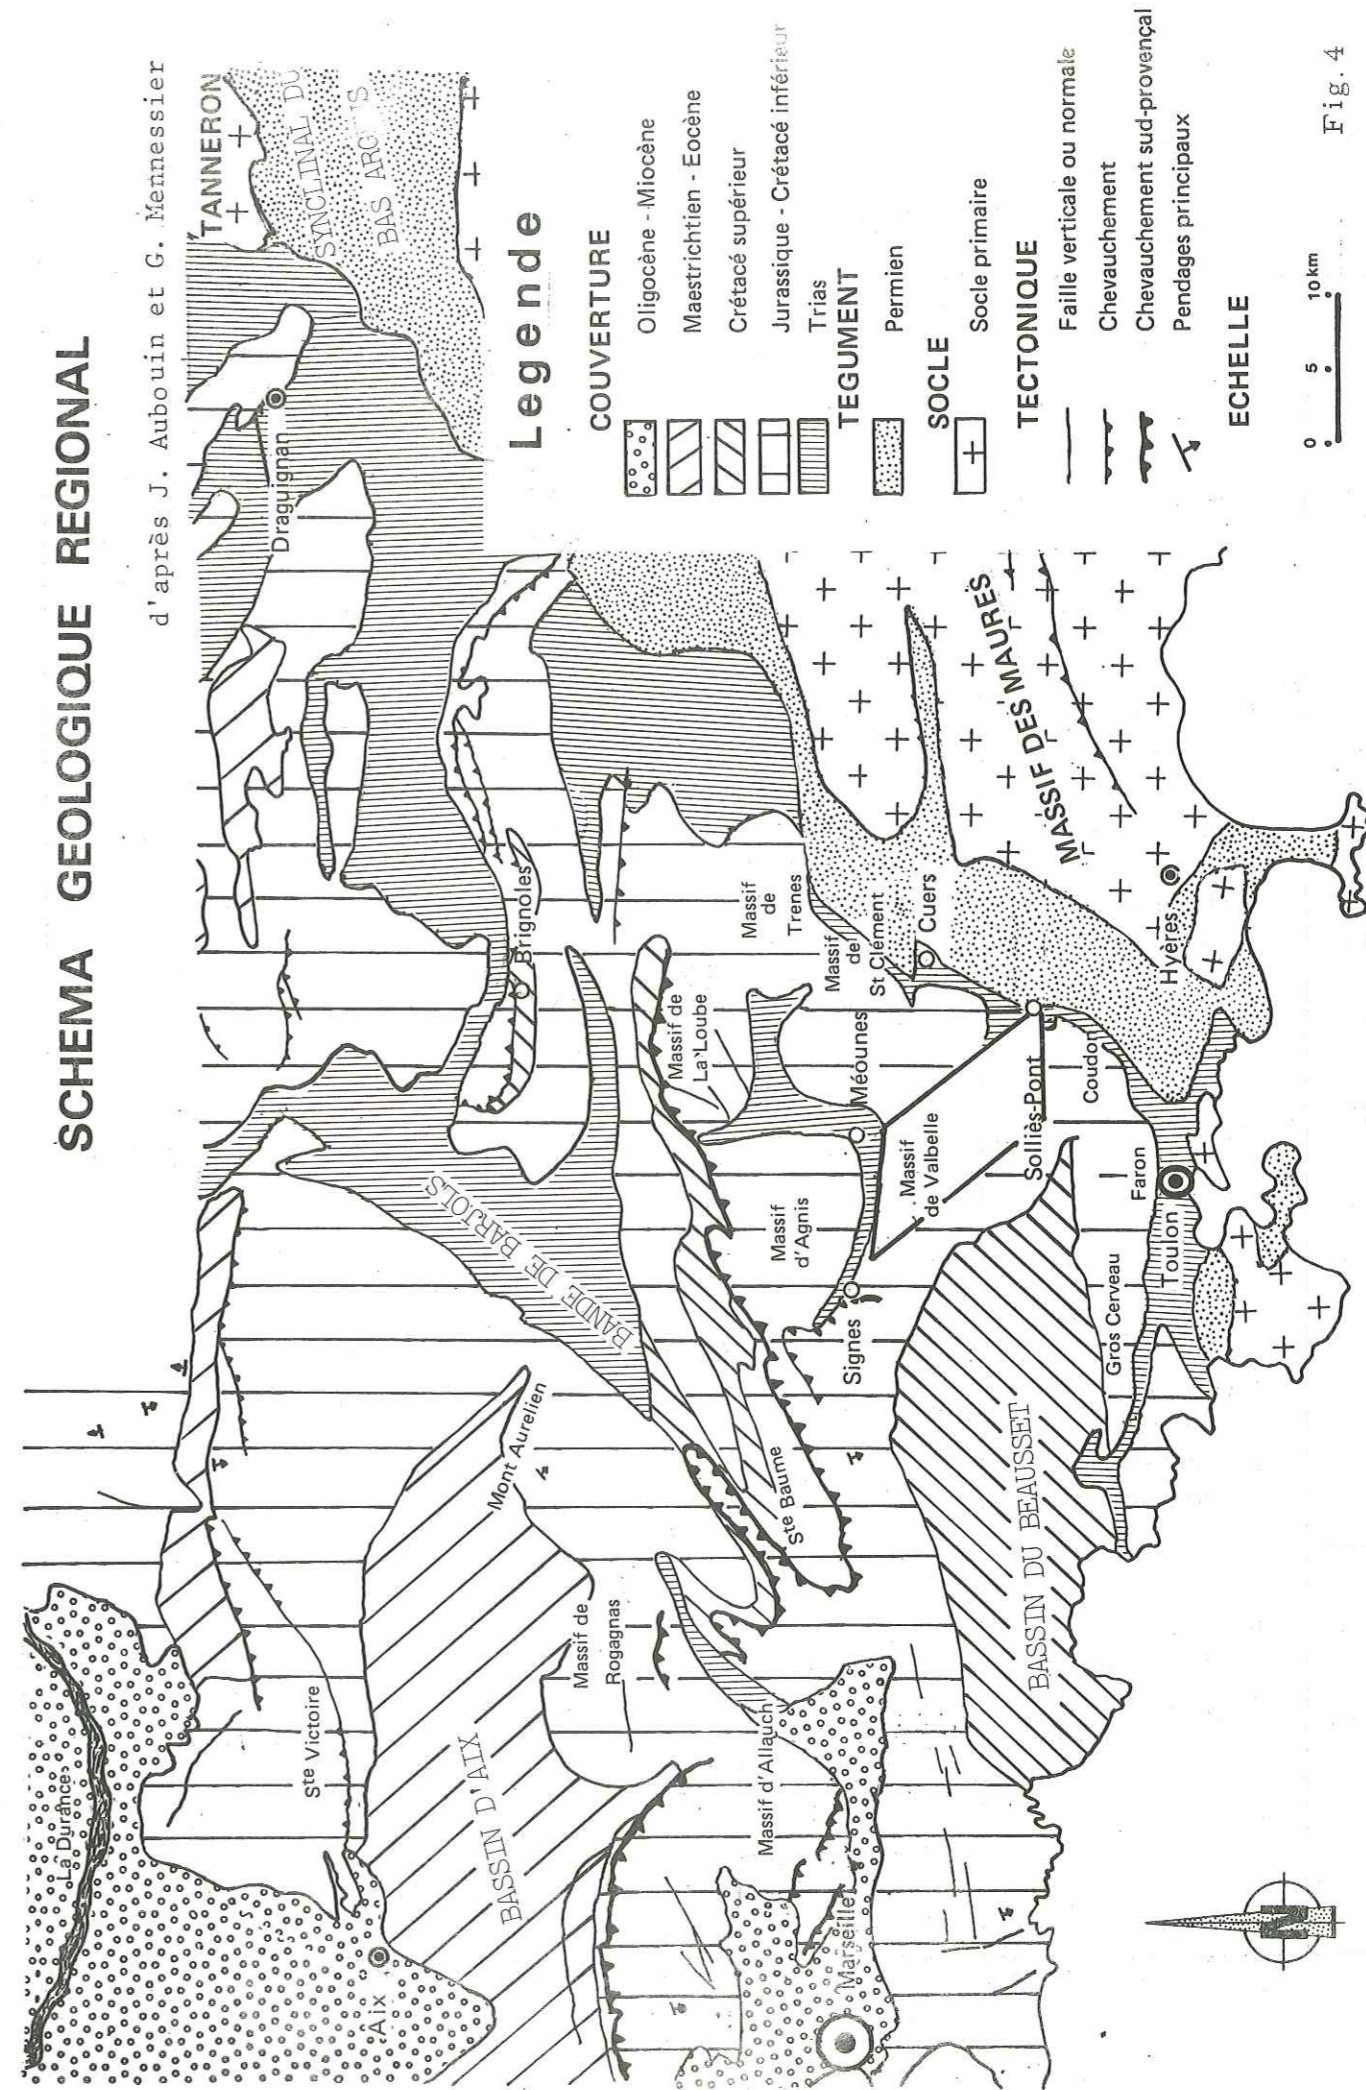 SCHEMA GEOLOGIQUE REGIONAL
d'après J. Aubouin et G. Mennessier
La Durance
Ste Victoire
Aix
BASSIN D'AIX
Mont Aurelien
Massif de
Rogagnas
Massif d'Allauch
Marseille
Ste Baume
BANDE DE BARJOLS
Brignoles
Draguignan
TANNERON
SYNCLINAL DU
BAS ARGENS
Massif de
La Loube
Massif
d'Agnis
Signes
Méounes
Massif
de Valbelle
Massif
de
Trenes
Massif
de
St Clément
Cuers
Solliès-Pont
Coudon
Faron
Toulon
Gros Cerveau
BASSIN DU BEAUSSET
Hyères
MASSIF DES MAURES
Legende
COUVERTURE
Oligocène - Miocène
Maestrichtien - Eocène
Crétacé supérieur
Jurassique - Crétacé inférieur
Trias
TEGUMENT
Permien
SOCLE
Socle primaire
TECTONIQUE
Faille verticale ou normale
Chevauchement
Chevauchement sud-provençal
Pendages principaux
ECHELLE
0 5 10 km
N
Fig. 4